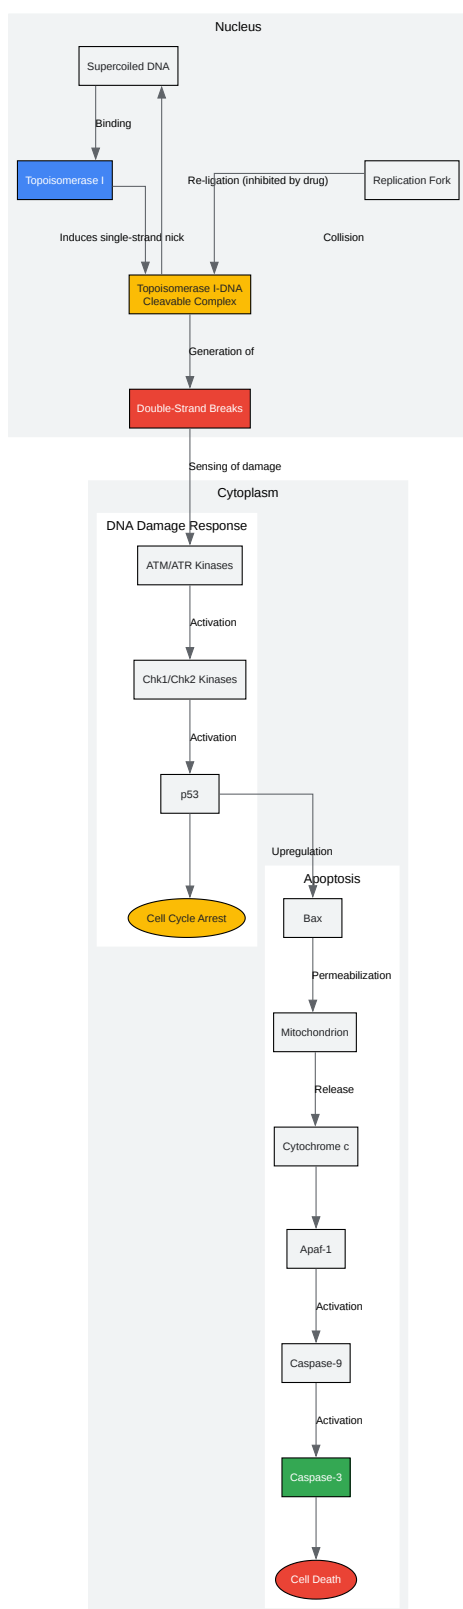 Nucleus
Supercoiled DNA
Binding
Topoisomerase I
Re-ligation (inhibited by drug)
Replication Fork
Induces single-strand nick
Collision
Topoisomerase I-DNA
Cleavable Complex
Generation of
Double-Strand Breaks
Sensing of damage
Cytoplasm
DNA Damage Response
ATM/ATR Kinases
Activation
Chk1/Chk2 Kinases
Activation
p53
Upregulation
Apoptosis
Cell Cycle Arrest
Bax
Permeabilization
Mitochondrion
Release
Cytochrome c
Apaf-1
Activation
Caspase-9
Activation
Caspase-3
Cell Death